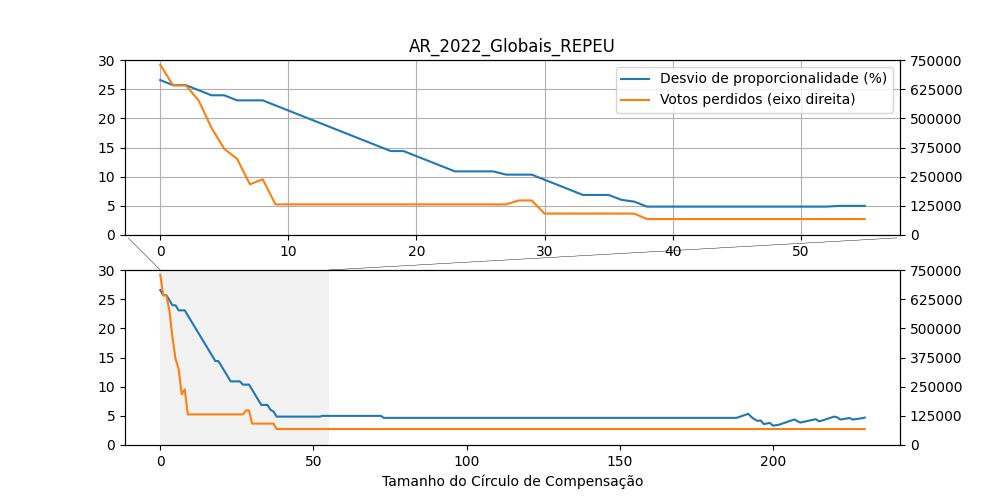 AR_2022_Globais_REPEU
30 750000
25 625000
20 500000
15 375000
10 250000
5 125000
0 0
Desvio de proporcionalidade (%)
Votos perdidos (eixo direita)
0 10 20 30 40 50
30 750000
25 625000
20 500000
15 375000
10 250000
5 125000
0 0
0 50 100 150 200
Tamanho do Círculo de Compensação